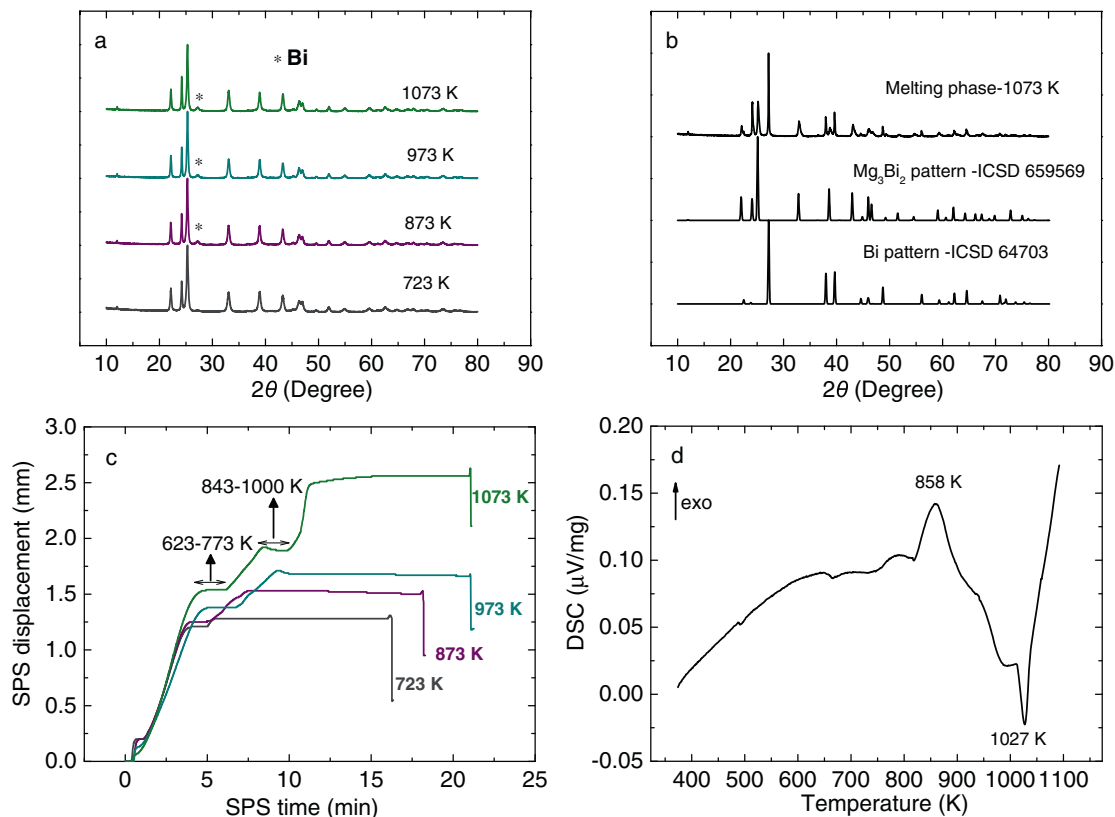 a
* Bi
1073 K
*
973 K
*
873 K
*
723 K
10 20 30 40 50 60 70 80 90
2θ (Degree)
b
Melting phase-1073 K
Mg₃Bi₂ pattern -ICSD 659569
Bi pattern -ICSD 64703
10 20 30 40 50 60 70 80 90
2θ (Degree)
c
3.0
2.5
2.0
1.5
1.0
0.5
0.0
SPS displacement (mm)
843-1000 K
623-773 K
1073 K
973 K
873 K
723 K
0 5 10 15 20 25
SPS time (min)
d
0.20
0.15
0.10
0.05
0.00
-0.05
DSC (μV/mg)
exo
858 K
1027 K
400 500 600 700 800 900 1000 1100
Temperature (K)